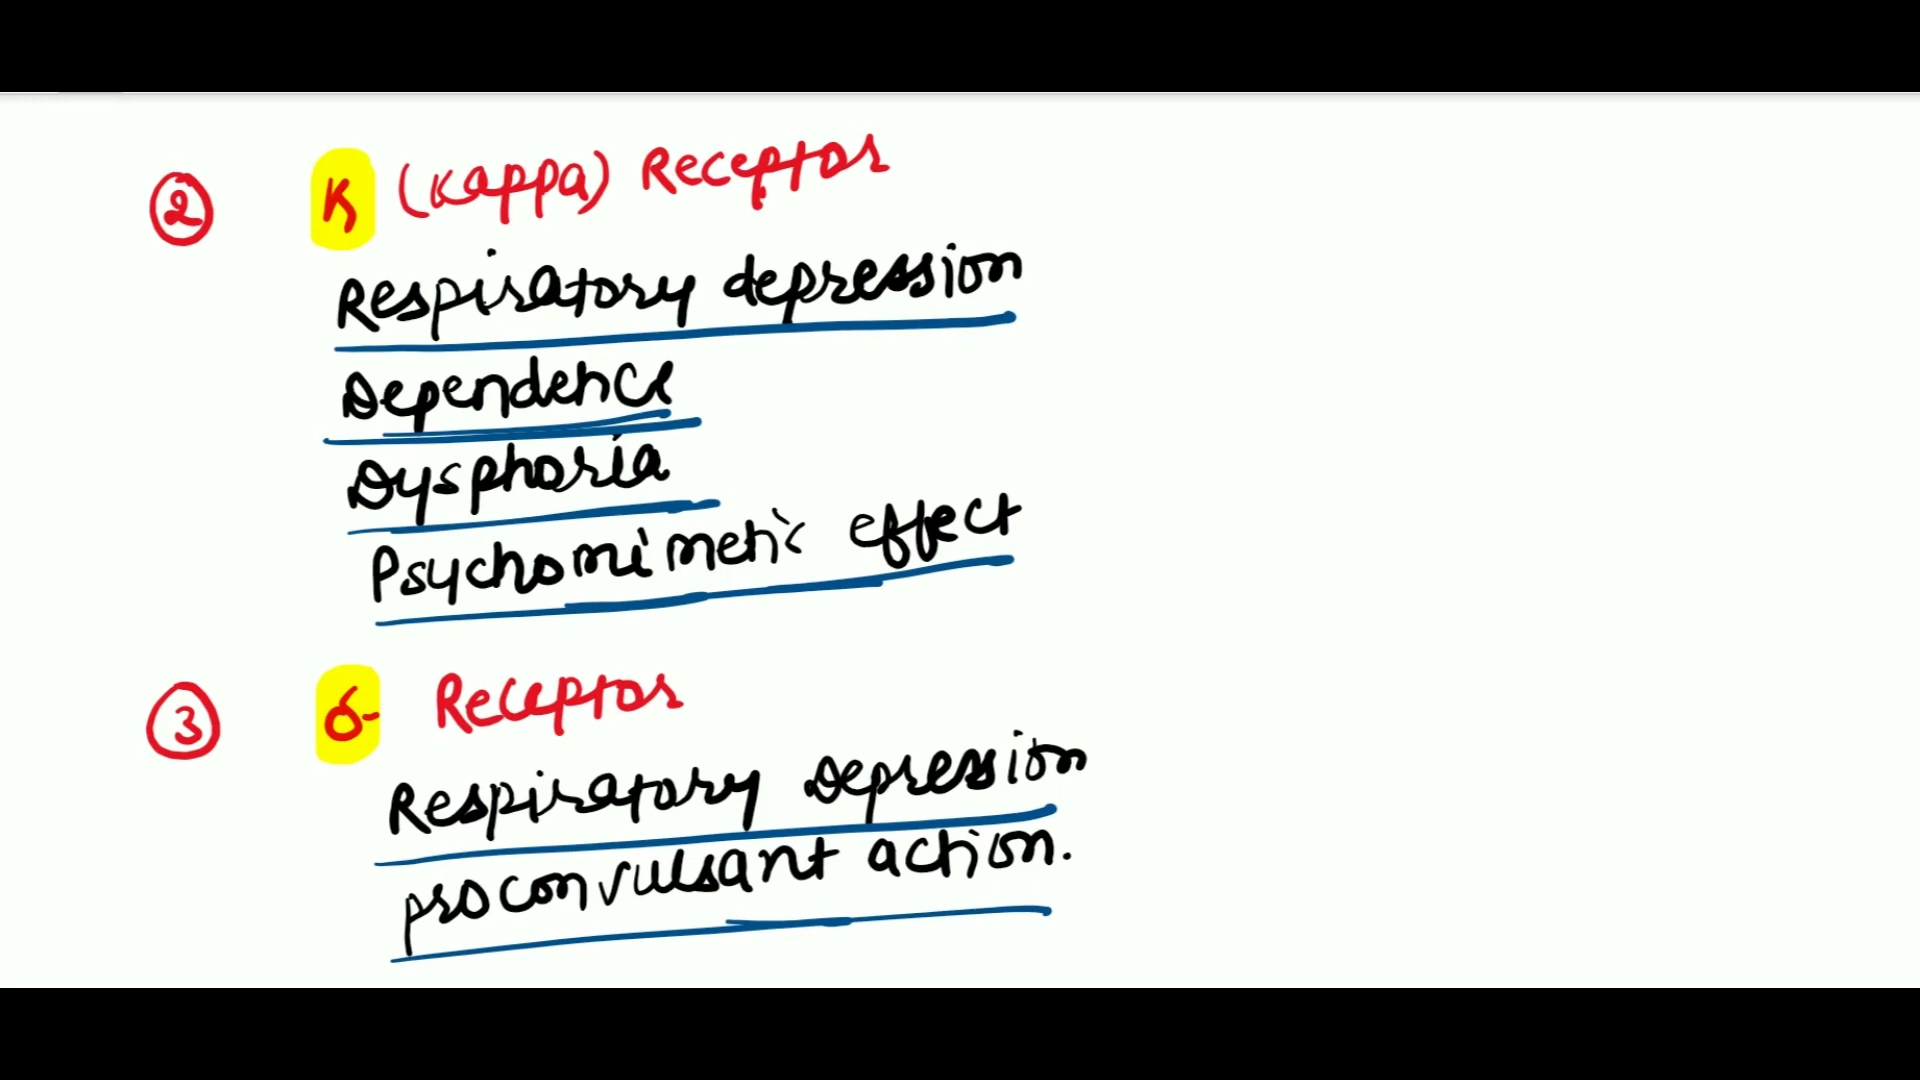 ② K (Kappa) Receptor
Respiratory depression
Dependence
Dysphoria
Psychomimetic effect
③ σ Receptor
Respiratory Depression
proconvulsant action.